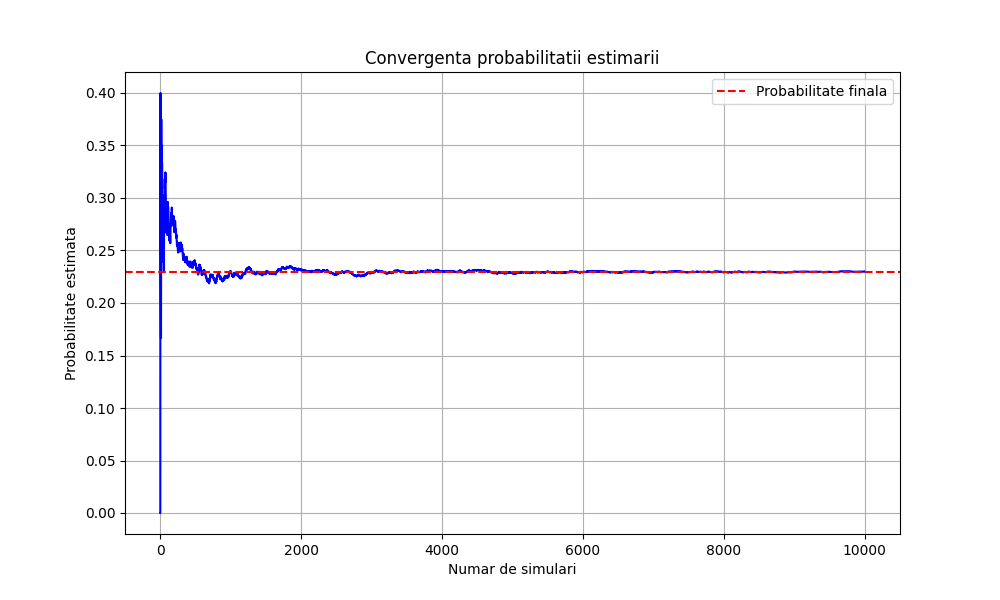 Convergenta probabilitatii estimarii
Probabilitate finala
Probabilitate estimata
0.40
0.35
0.30
0.25
0.20
0.15
0.10
0.05
0.00
0 2000 4000 6000 8000 10000
Numar de simulari